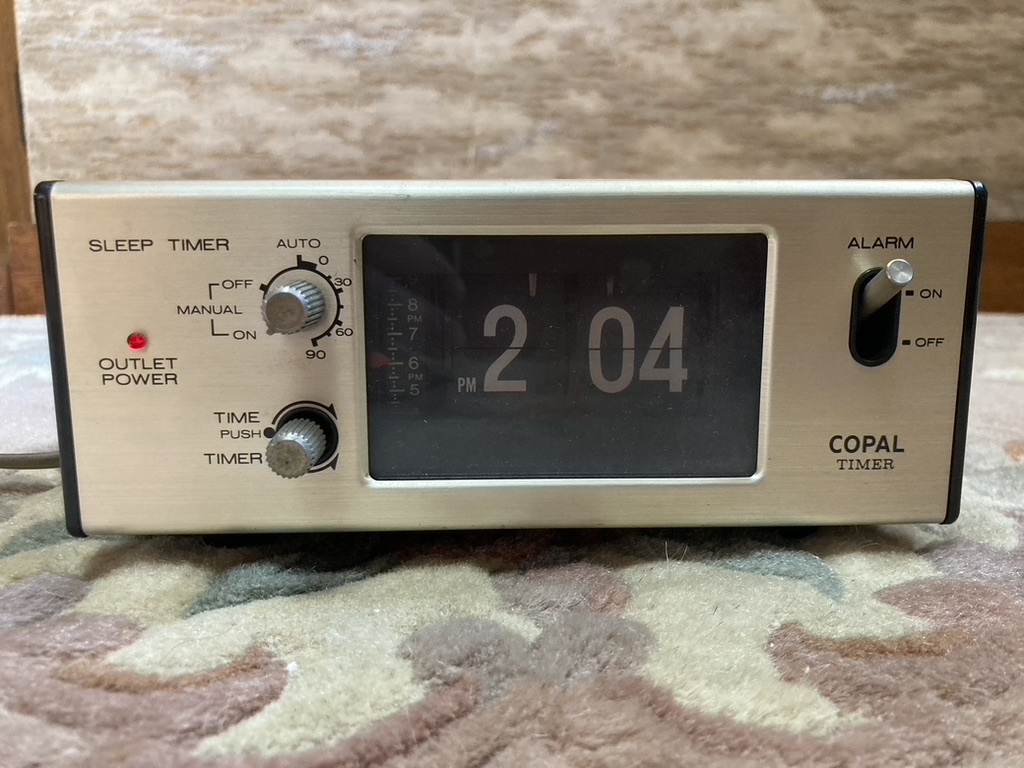 SLEEP TIMER
AUTO
0
30
60
90
OFF
MANUAL
ON
OUTLET
POWER
TIME
PUSH
TIMER
8
PM
7
6
PM
5
PM 2 04
ALARM
ON
OFF
COPAL
TIMER